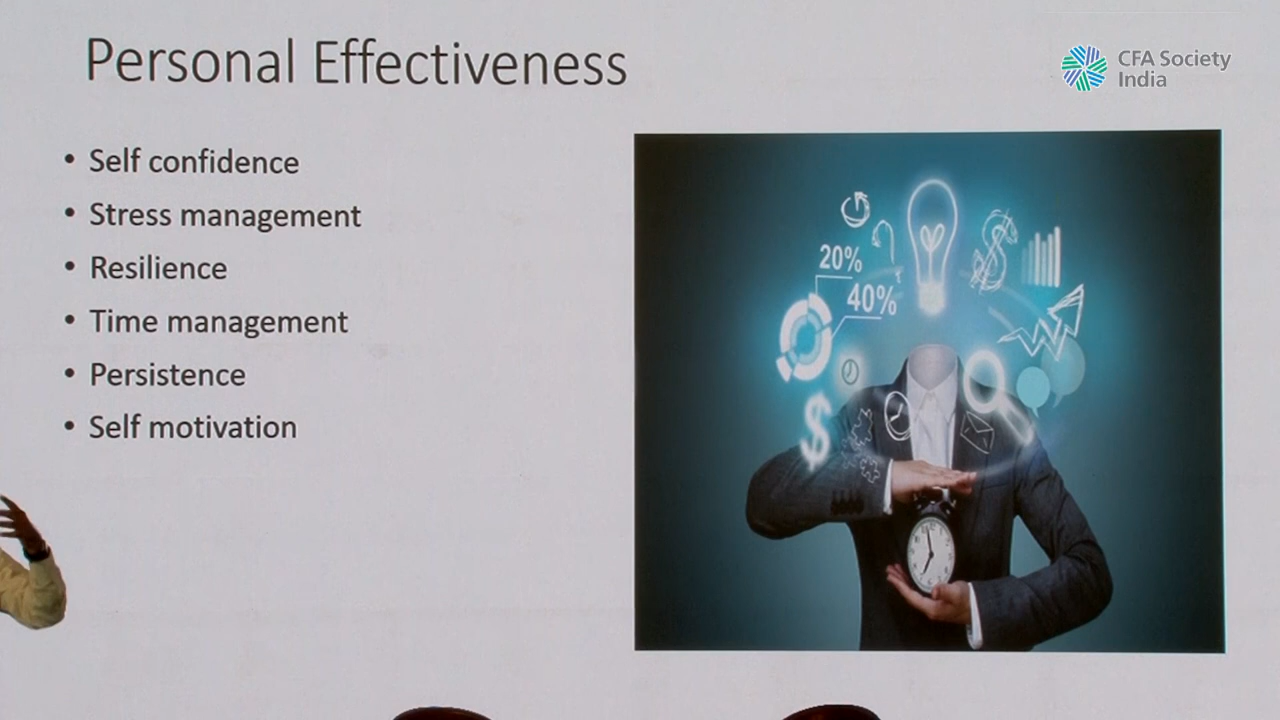 Personal Effectiveness
CFA Society
India
• Self confidence
• Stress management
• Resilience
• Time management
• Persistence
• Self motivation
20%
40%